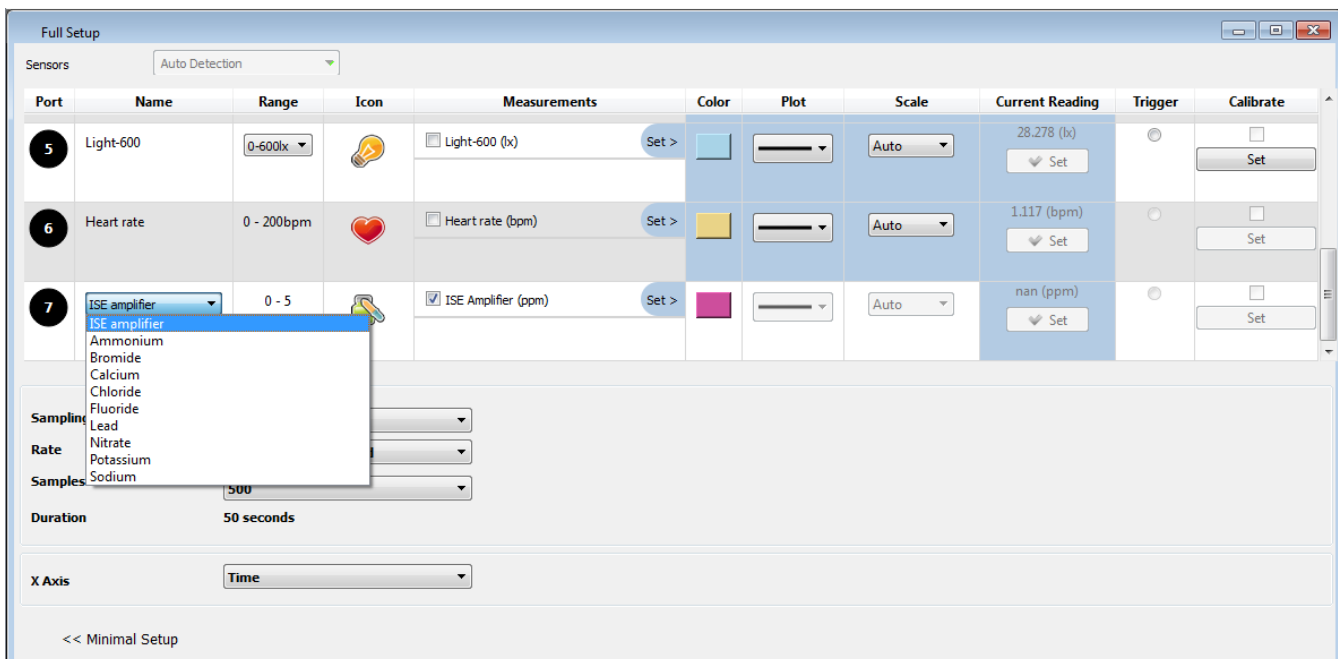 Full Setup
Sensors Auto Detection
Port Name Range Icon Measurements Color Plot Scale Current Reading Trigger Calibrate
5 Light-600 0-600lx Light-600 (lx) Set > Auto 28.278 (lx)
Set Set
6 Heart rate 0 - 200bpm Heart rate (bpm) Set > Auto 1.117 (bpm)
Set Set
7 ISE amplifier 0 - 5 ISE Amplifier (ppm) Set > Auto nan (ppm)
Set Set
ISE amplifier
Ammonium
Bromide
Calcium
Chloride
Fluoride
Lead
Nitrate
Potassium
Sodium
Sampling
Rate
Samples 500
Duration 50 seconds
X Axis Time
<< Minimal Setup